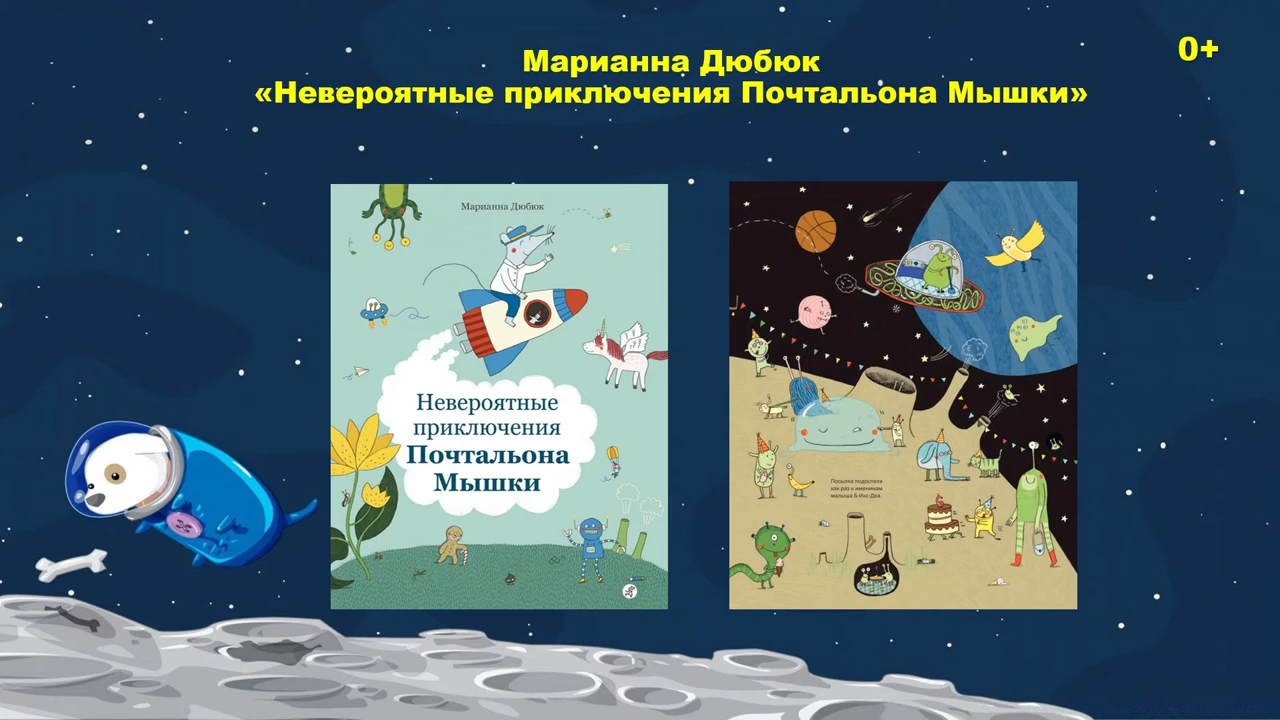 0+
Марианна Дюбюк
«Невероятные приключения Почтальона Мышки»
Марианна Дюбюк
Невероятные
приключения
Почтальона
Мышки
Посылка подоспела
как раз к именинам
малыша Б-Икс-Два.
6